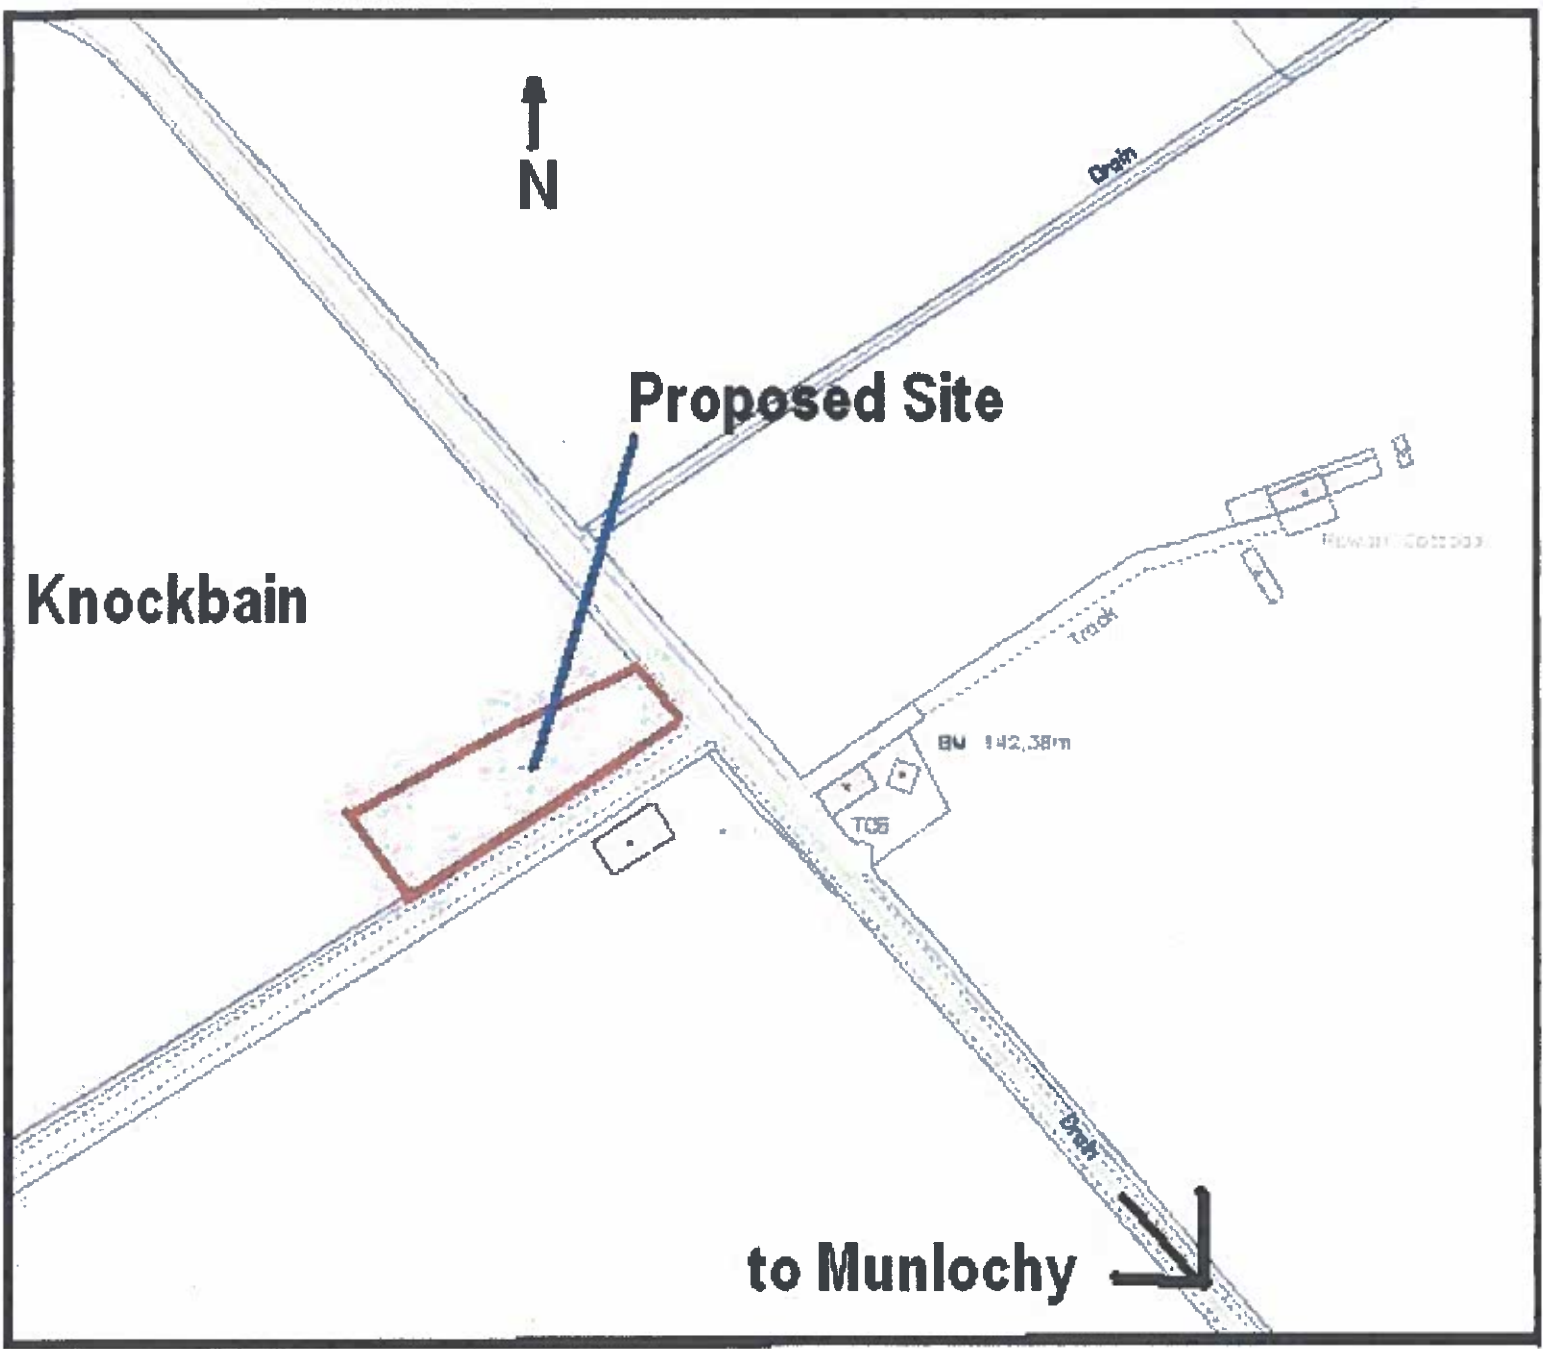 N
Drain
Proposed Site
Knockbain
Track
BM 142.38m
TCB
Drain
to Munlochy